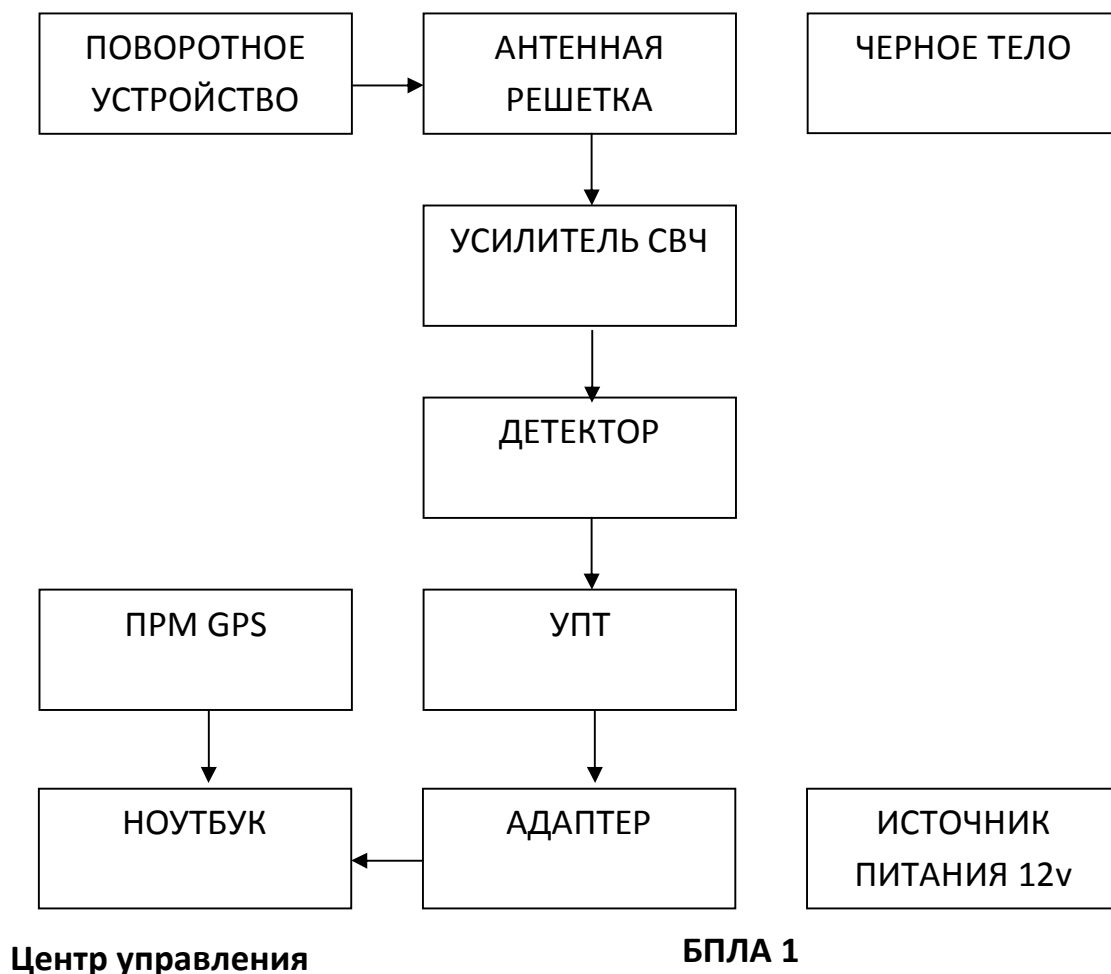 ПОВОРОТНОЕ
УСТРОЙСТВО
АНТЕННАЯ
РЕШЕТКА
ЧЕРНОЕ ТЕЛО
УСИЛИТЕЛЬ СВЧ
ДЕТЕКТОР
ПРМ GPS
УПТ
НОУТБУК
АДАПТЕР
ИСТОЧНИК
ПИТАНИЯ 12v
Центр управления
БПЛА 1